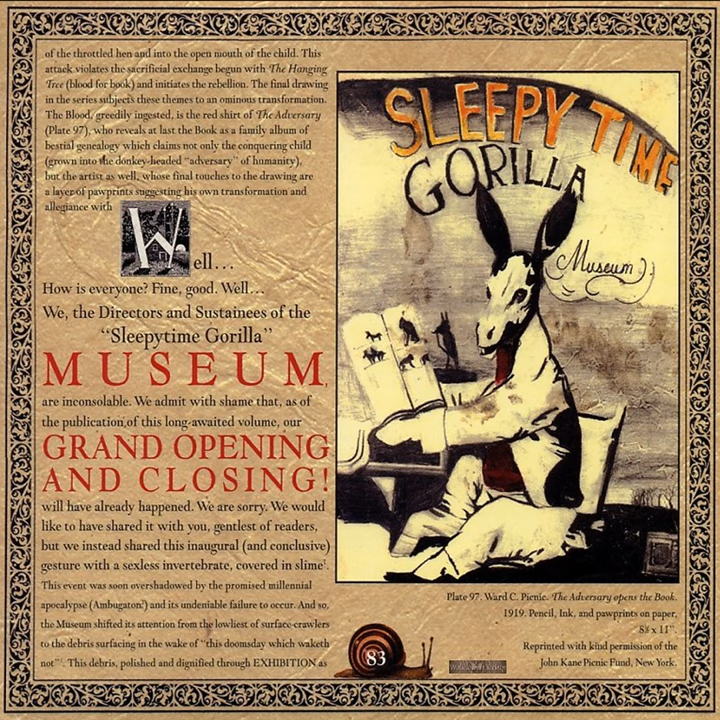 of the throttled hen and into the open mouth of the child. This
attack violates the sacrificial exchange begun with The Hanging
Tree (blood for book) and initiates the rebellion. The final drawing
in the series subjects these themes to an ominous transformation.
The Blood, greedily ingested, is the red shirt of The Adversary
(Plate 97), who reveals at last the Book as a family album of
bestial genealogy which claims not only the conquering child
(grown into the donkey-headed "adversary" of humanity),
but the artist as well, whose final touches to the drawing are
a layer of pawprints suggesting his own transformation and
allegiance with
Well...
How is everyone? Fine, good. Well...
We, the Directors and Sustainees of the
"Sleepytime Gorilla"
MUSEUM,
are inconsolable. We admit with shame that, as of
the publication of this long-awaited volume, our
GRAND OPENING
AND CLOSING!
will have already happened. We are sorry. We would
like to have shared it with you, gentlest of readers,
but we instead shared this inaugural (and conclusive)
gesture with a sexless invertebrate, covered in slime.
This event was soon overshadowed by the promised millennial
apocalypse (Ambugaton!) and its undeniable failure to occur. And so,
the Museum shifted its attention from the lowliest of surface-crawlers
to the debris surfacing in the wake of "this doomsday which waketh
not". This debris, polished and dignified through EXHIBITION as
SLEEPY TIME
GORILLA
Museum
Plate 97. Ward C. Picnic. The Adversary opens the Book.
1919. Pencil, Ink, and pawprints on paper,
8½ x 11".
Reprinted with kind permission of the
John Kane Picnic Fund, New York.
83